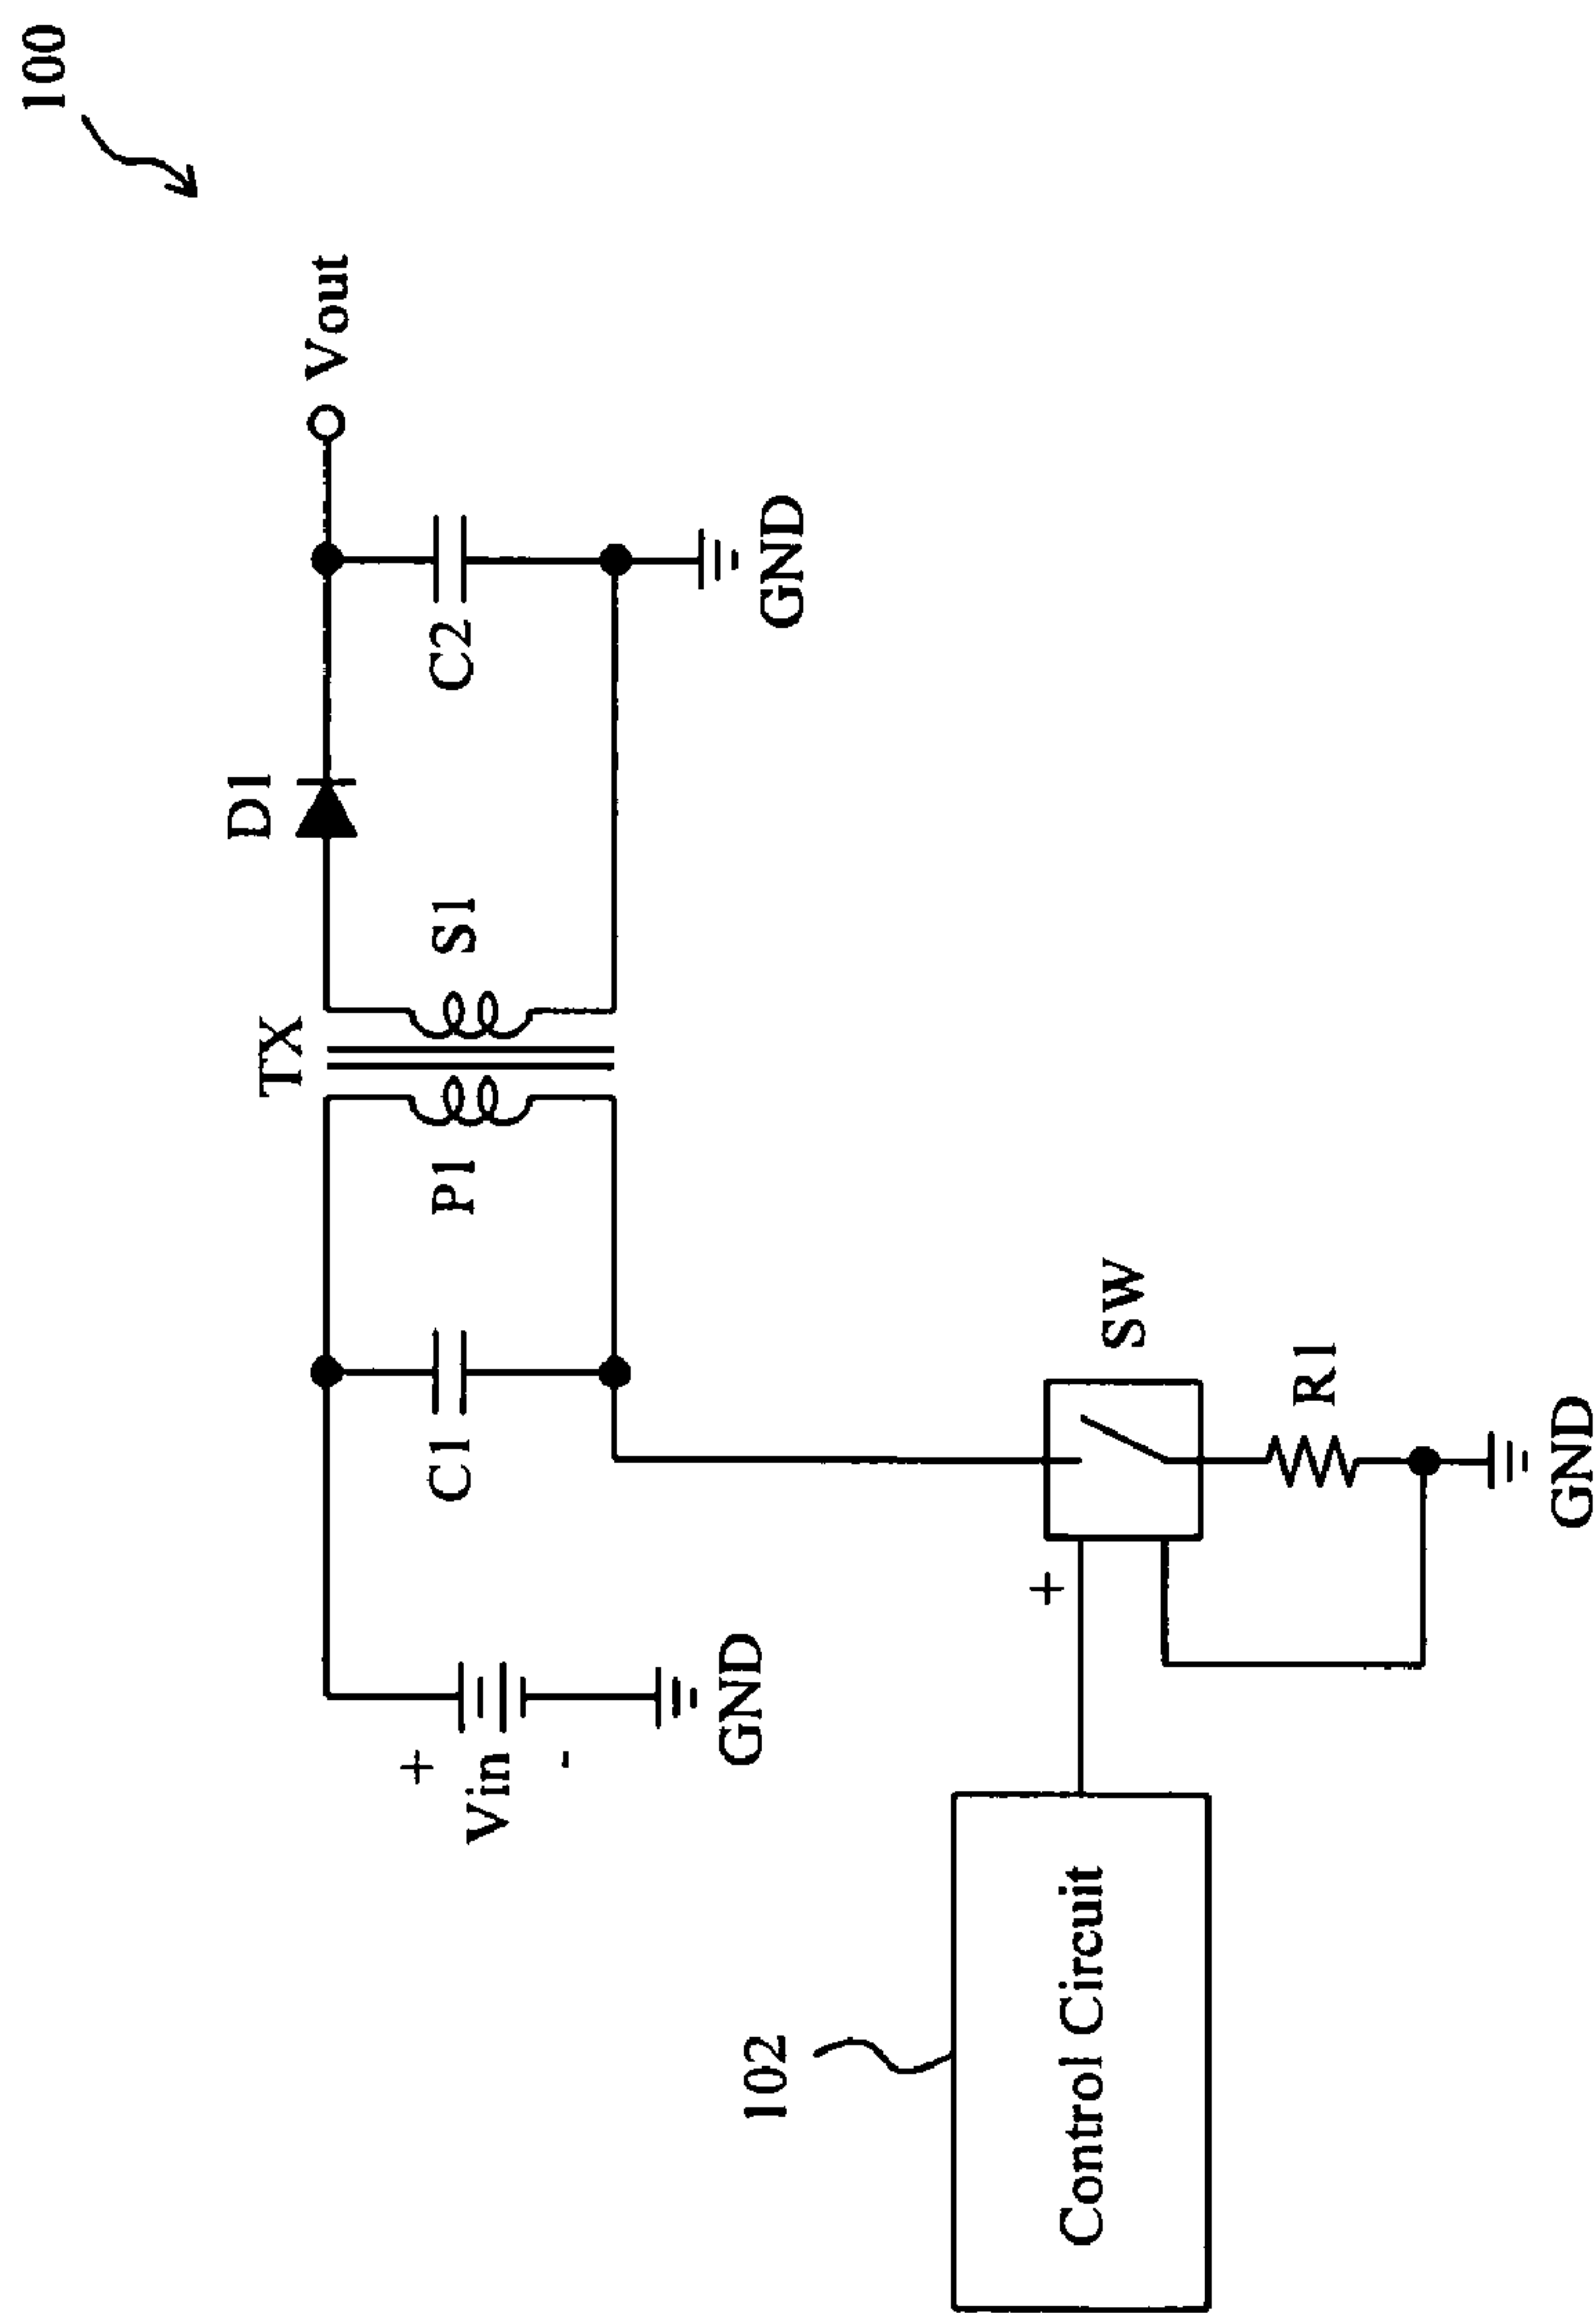 100
TX
D1
Vout
+
Vin
-
C1
P1
S1
C2
GND
GND
102
Control Circuit
+
SW
R1
GND